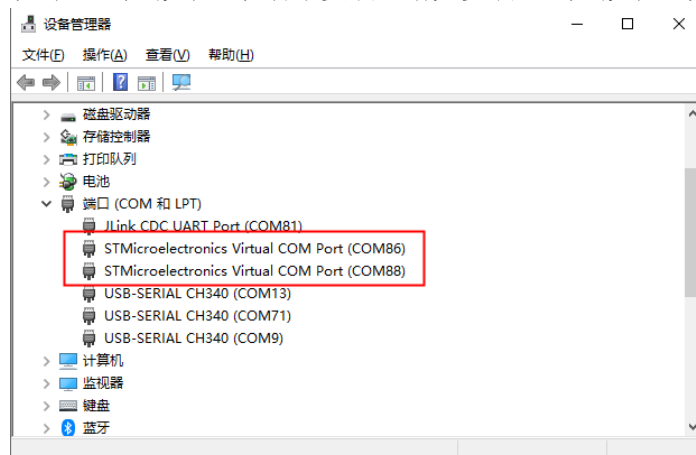 设备管理器
文件(F) 操作(A) 查看(V) 帮助(H)
磁盘驱动器
存储控制器
打印队列
电池
端口 (COM 和 LPT)
JLink CDC UART Port (COM81)
STMicroelectronics Virtual COM Port (COM86)
STMicroelectronics Virtual COM Port (COM88)
USB-SERIAL CH340 (COM13)
USB-SERIAL CH340 (COM71)
USB-SERIAL CH340 (COM9)
计算机
监视器
键盘
蓝牙